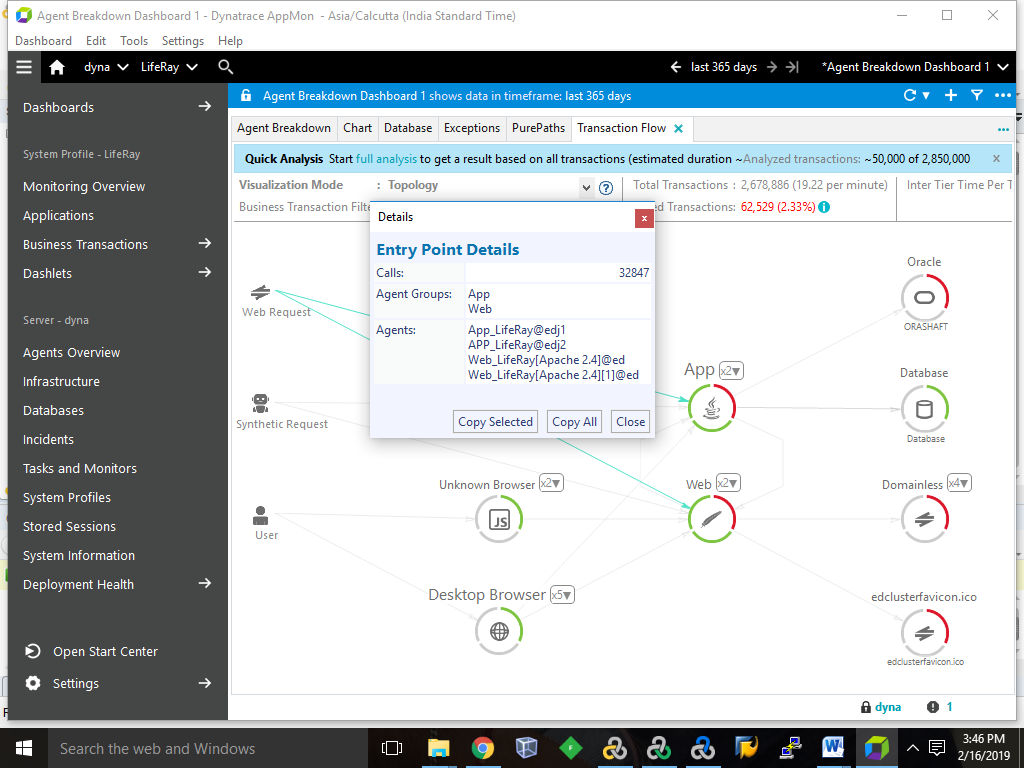 Agent Breakdown Dashboard 1 - Dynatrace AppMon - Asia/Calcutta (India Standard Time)
Dashboard Edit Tools Settings Help
dyna LifeRay last 365 days *Agent Breakdown Dashboard 1
Agent Breakdown Dashboard 1 shows data in timeframe: last 365 days
Dashboards
System Profile - LifeRay
Monitoring Overview
Applications
Business Transactions
Dashlets
Server - dyna
Agents Overview
Infrastructure
Databases
Incidents
Tasks and Monitors
System Profiles
Stored Sessions
System Information
Deployment Health
Open Start Center
Settings
Agent Breakdown Chart Database Exceptions PurePaths Transaction Flow
Quick Analysis Start full analysis to get a result based on all transactions (estimated duration ~Analyzed transactions: ~50,000 of 2,850,000
Visualization Mode : Topology
Total Transactions : 2,678,886 (19.22 per minute)
Inter Tier Time Per T
Business Transaction Filte
d Transactions: 62,529 (2.33%)
Details
Entry Point Details
Calls: 32847
Agent Groups: App
Web
Agents: App_LifeRay@edj1
APP_LifeRay@edj2
Web_LifeRay[Apache 2.4]@ed
Web_LifeRay[Apache 2.4][1]@ed
Copy Selected Copy All Close
Web Request
Synthetic Request
User
Unknown Browser x2
JS
Desktop Browser x5
App x2
Web x2
Oracle
ORASHAFT
Database
Database
Domainless x4
edclusterfavicon.ico
edclusterfavicon.ico
dyna 1
Search the web and Windows
3:46 PM
2/16/2019